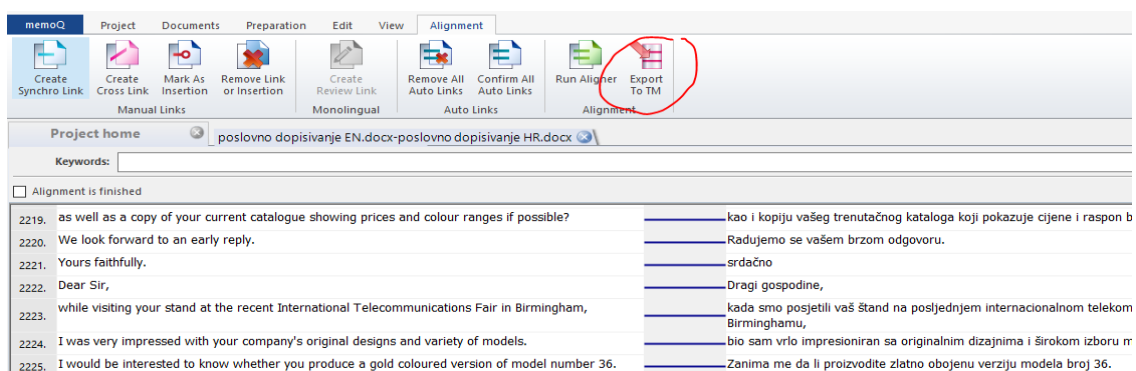 memoQ Project Documents Preparation Edit View Alignment
Create Synchro Link
Create Cross Link
Mark As Insertion
Remove Link or Insertion
Create Review Link
Remove All Auto Links
Confirm All Auto Links
Run Aligner
Export To TM
Manual Links Monolingual Auto Links Alignment
Project home poslovno dopisivanje EN.docx-poslovno dopisivanje HR.docx
Keywords:
Alignment is finished
2219. as well as a copy of your current catalogue showing prices and colour ranges if possible? kao i kopiju vašeg trenutačnog kataloga koji pokazuje cijene i raspon b
2220. We look forward to an early reply. Radujemo se vašem brzom odgovoru.
2221. Yours faithfully. srdačno
2222. Dear Sir, Dragi gospodine,
2223. while visiting your stand at the recent International Telecommunications Fair in Birmingham, kada smo posjetili vaš štand na posljednjem internacionalnom telekom
Birminghamu,
2224. I was very impressed with your company's original designs and variety of models. bio sam vrlo impresioniran sa originalnim dizajnima i širokom izboru m
2225. I would be interested to know whether you produce a gold coloured version of model number 36. Zanima me da li proizvodite zlatno obojenu verziju modela broj 36.